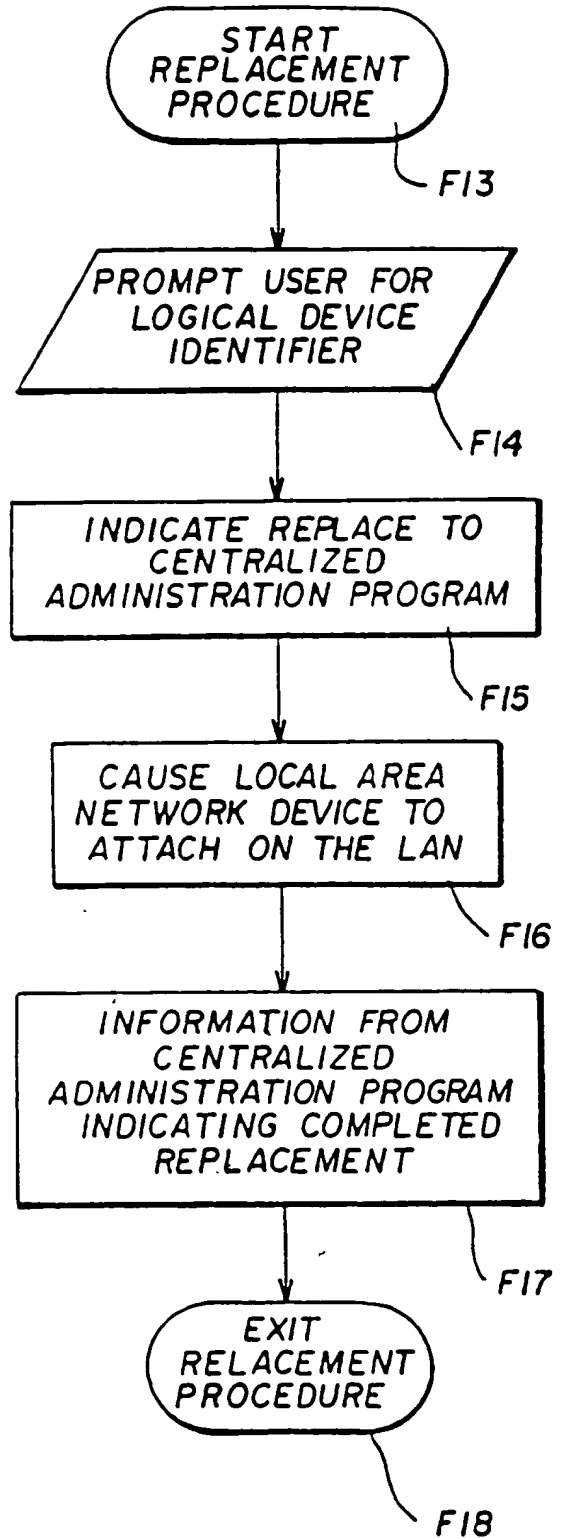 START
REPLACEMENT
PROCEDURE
F13
PROMPT USER FOR
LOGICAL DEVICE
IDENTIFIER
F14
INDICATE REPLACE TO
CENTRALIZED
ADMINISTRATION PROGRAM
F15
CAUSE LOCAL AREA
NETWORK DEVICE TO
ATTACH ON THE LAN
F16
INFORMATION FROM
CENTRALIZED
ADMINISTRATION PROGRAM
INDICATING COMPLETED
REPLACEMENT
F17
EXIT
RELACEMENT
PROCEDURE
F18